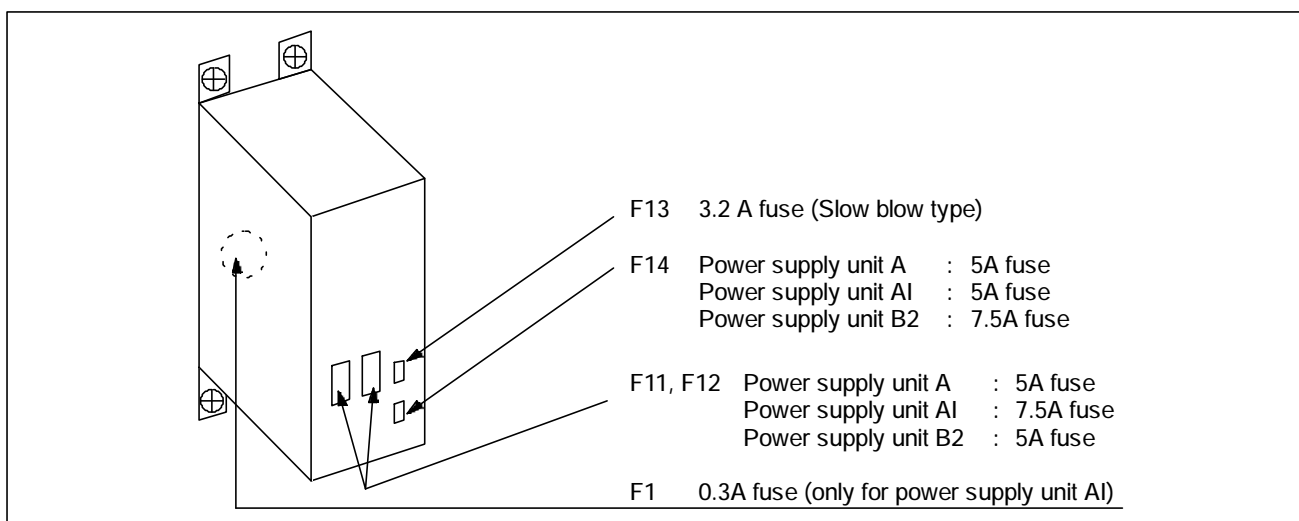 F13 3.2 A fuse (Slow blow type)
F14 Power supply unit A : 5A fuse
Power supply unit AI : 5A fuse
Power supply unit B2 : 7.5A fuse
F11, F12 Power supply unit A : 5A fuse
Power supply unit AI : 7.5A fuse
Power supply unit B2 : 5A fuse
F1 0.3A fuse (only for power supply unit AI)